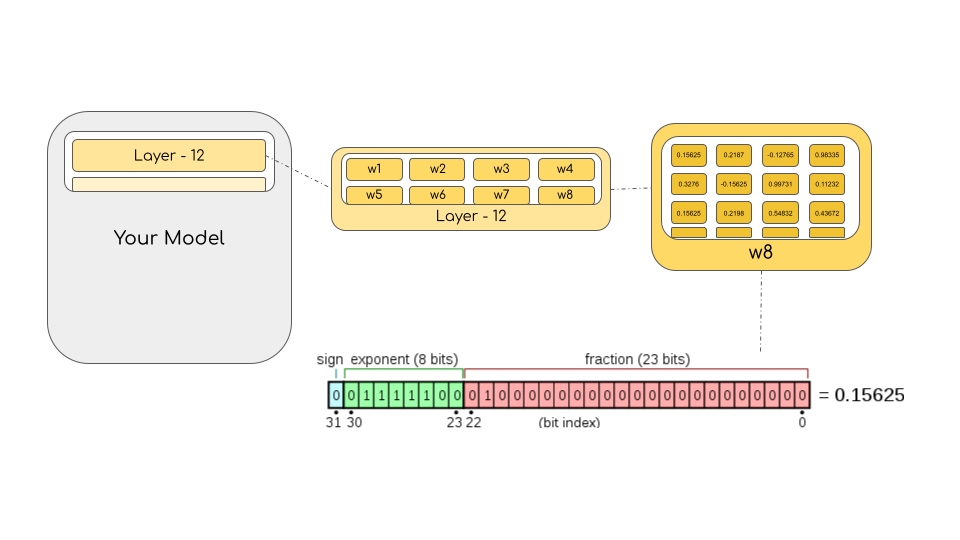 Layer - 12
Your Model
w1 w2 w3 w4
w5 w6 w7 w8
Layer - 12
0.15625 0.2187 -0.12765 0.98335
0.3276 -0.15625 0.99731 0.11232
0.15625 0.2198 0.54832 0.43672
w8
sign exponent (8 bits) fraction (23 bits)
0 0 1 1 1 1 1 0 0 0 1 0 0 0 0 0 0 0 0 0 0 0 0 0 0 0 0 0 0 0 0 0 = 0.15625
31 30 23 22 (bit index) 0